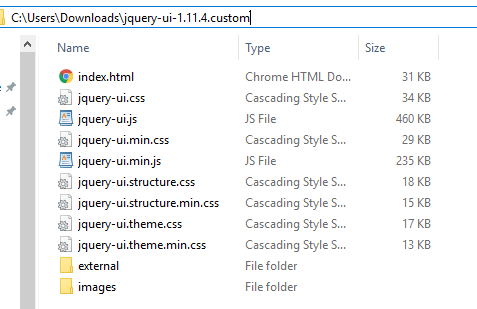 C:\Users\Downloads\jquery-ui-1.11.4.custom
Name Type Size
index.html Chrome HTML Do... 31 KB
jquery-ui.css Cascading Style S... 34 KB
jquery-ui.js JS File 460 KB
jquery-ui.min.css Cascading Style S... 29 KB
jquery-ui.min.js JS File 235 KB
jquery-ui.structure.css Cascading Style S... 18 KB
jquery-ui.structure.min.css Cascading Style S... 15 KB
jquery-ui.theme.css Cascading Style S... 17 KB
jquery-ui.theme.min.css Cascading Style S... 13 KB
external File folder
images File folder